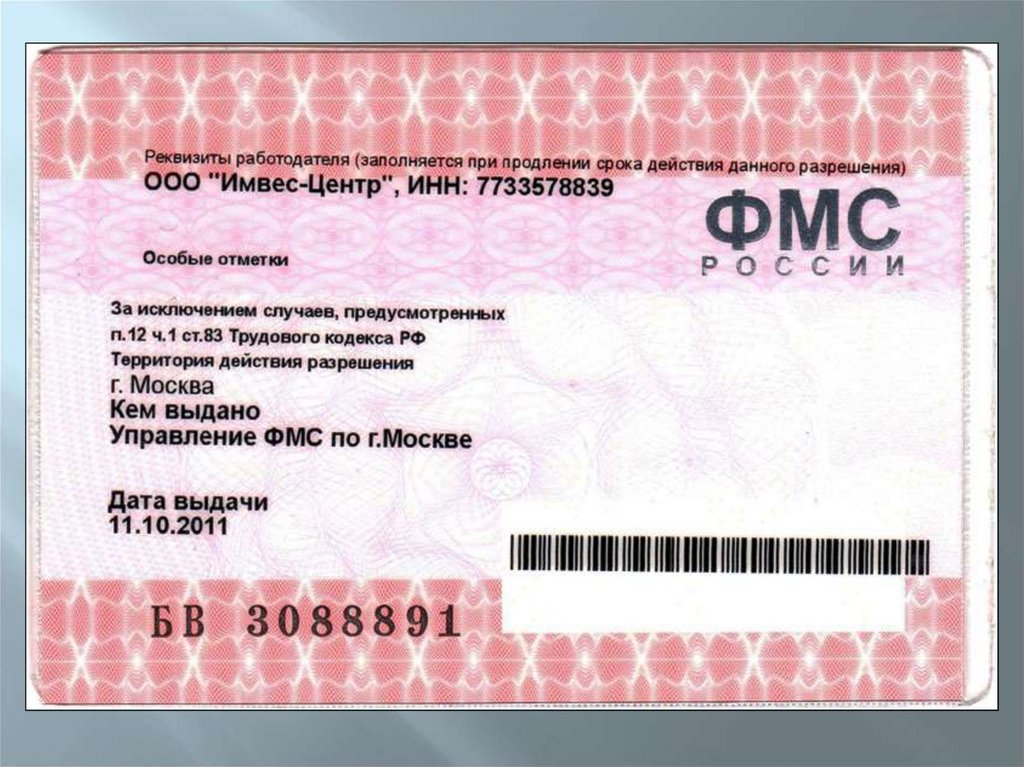 Реквизиты работодателя (заполняется при продлении срока действия данного разрешения)
ООО "Имвес-Центр", ИНН: 7733578839
ФМС
РОССИИ
Особые отметки
За исключением случаев, предусмотренных
п.12 ч.1 ст.83 Трудового кодекса РФ
Территория действия разрешения
г. Москва
Кем выдано
Управление ФМС по г.Москве
Дата выдачи
11.10.2011
БВ 3088891